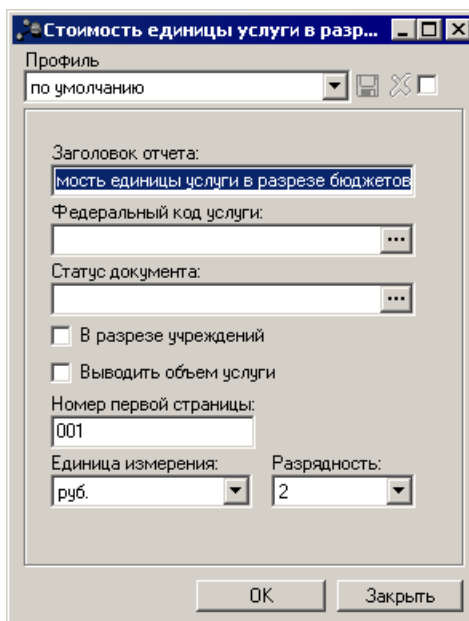 Стоимость единицы услуги в разр...
Профиль
по умолчанию
Заголовок отчета:
мость единицы услуги в разрезе бюджетов
Федеральный код услуги:
...
Статус документа:
...
В разрезе учреждений
Выводить объем услуги
Номер первой страницы:
001
Единица измерения: Разрядность:
руб. 2
OK Закрыть